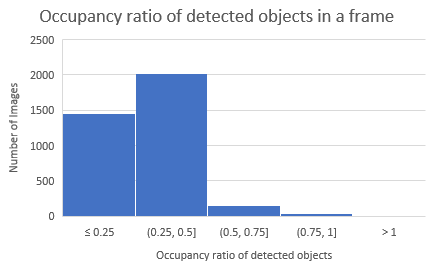 Occupancy ratio of detected objects in a frame
2500
2000
1500
1000
500
0
Number of Images
≤ 0.25 (0.25, 0.5] (0.5, 0.75] (0.75, 1] > 1
Occupancy ratio of detected objects